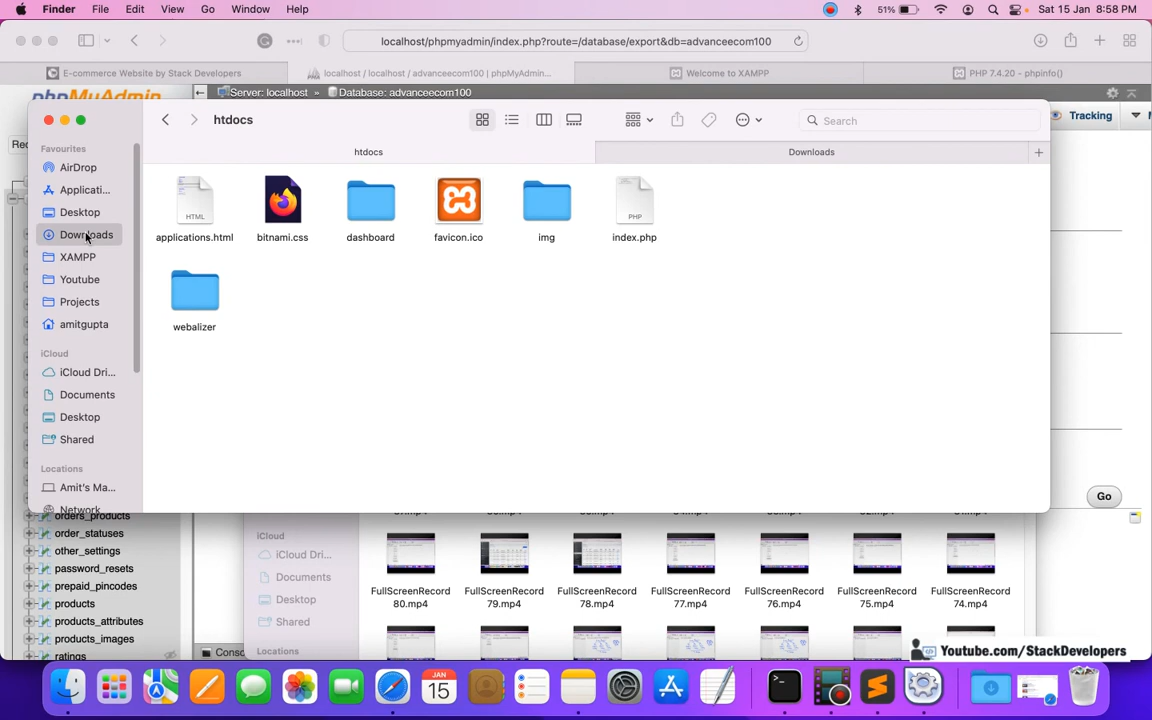 Finder File Edit View Go Window Help
51% Sat 15 Jan 8:58 PM
localhost/phpmyadmin/index.php?route=/database/export&db=advanceecom100
E-commerce Website by Stack Developers
localhost / localhost / advanceecom100 | phpMyAdmin...
Welcome to XAMPP
PHP 7.4.20 - phpinfo()
phpMyAdmin
Server: localhost » Database: advanceecom100
Tracking
htdocs
Search
htdocs
Downloads
Favourites
AirDrop
Applicati...
Desktop
Downloads
XAMPP
Youtube
Projects
amitgupta
iCloud
iCloud Dri...
Documents
Desktop
Shared
Locations
Amit's Ma...
Network
HTML
PHP
applications.html
bitnami.css
dashboard
favicon.ico
img
index.php
webalizer
Go
orders_products
order_statuses
other_settings
password_resets
prepaid_pincodes
products
products_attributes
products_images
ratings
iCloud
iCloud Dri...
Documents
Desktop
Shared
Locations
FullScreenRecord
80.mp4
FullScreenRecord
79.mp4
FullScreenRecord
78.mp4
FullScreenRecord
77.mp4
FullScreenRecord
76.mp4
FullScreenRecord
75.mp4
FullScreenRecord
74.mp4
Youtube.com/StackDevelopers
JAN
15